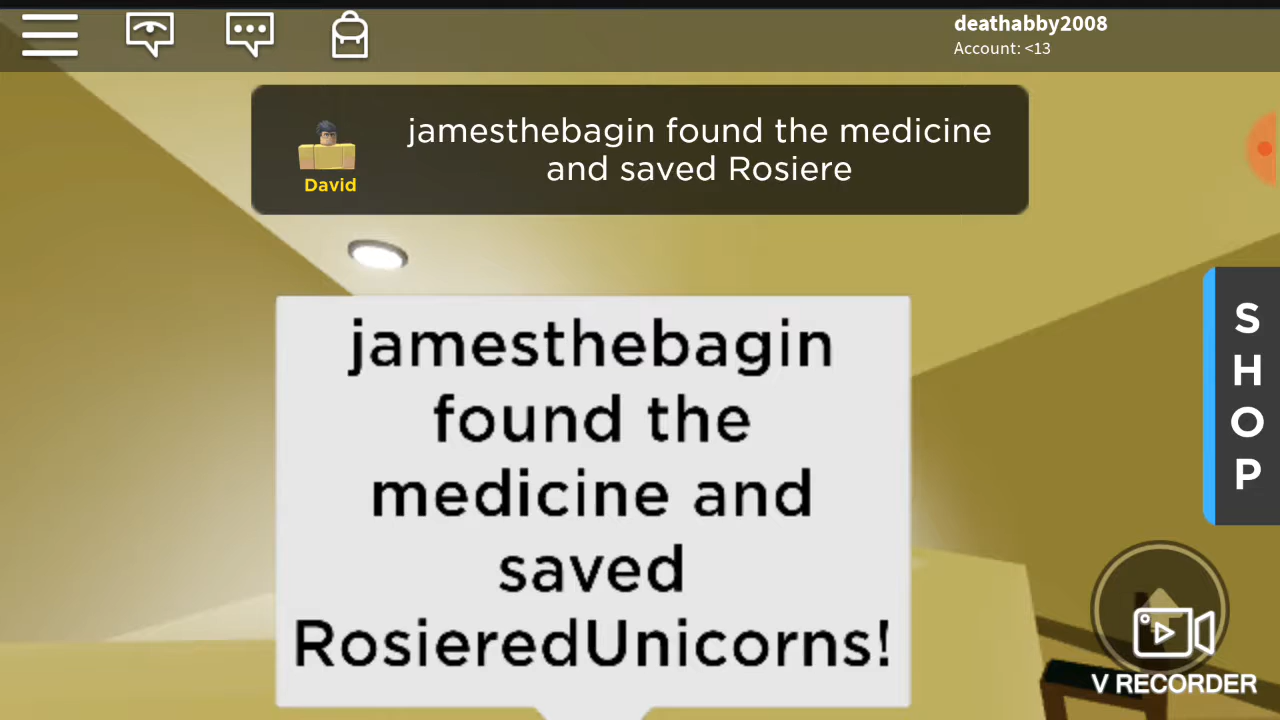 deathabby2008
Account: <13
jamesthebagin found the medicine
and saved Rosiere
David
jamesthebagin
found the
medicine and
saved
RosieredUnicorns!
S
H
O
P
V RECORDER